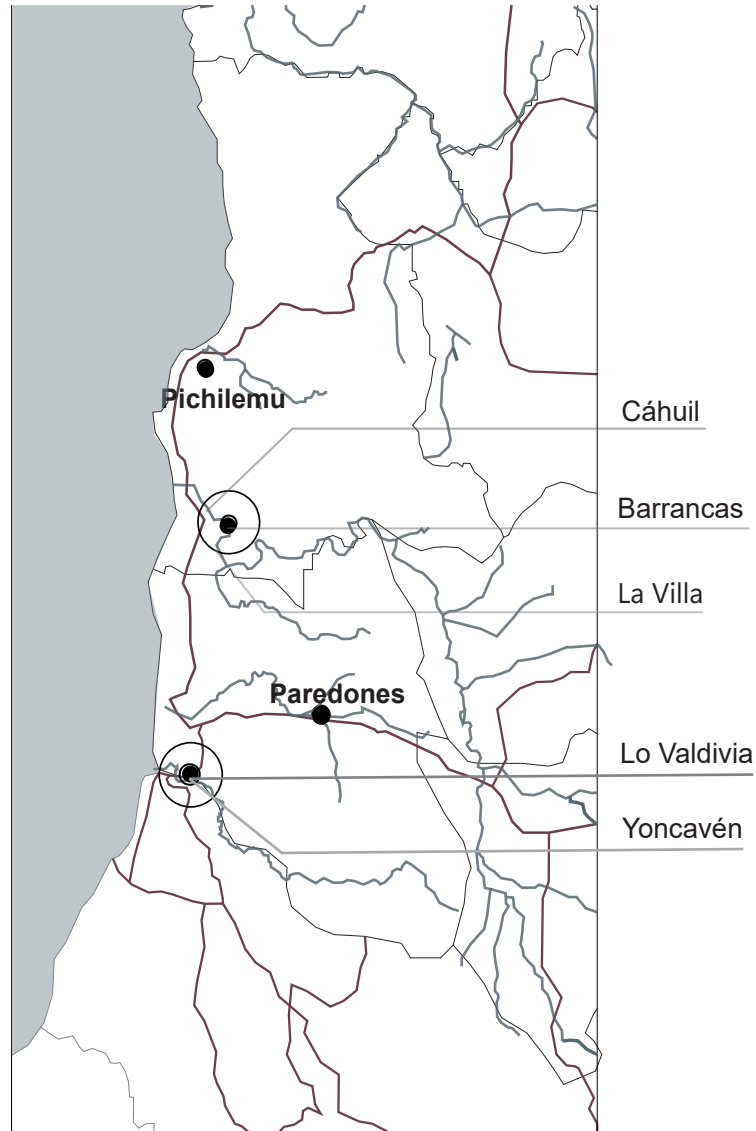 Pichilemu
Cáhuil
Barrancas
La Villa
Paredones
Lo Valdivia
Yoncavén